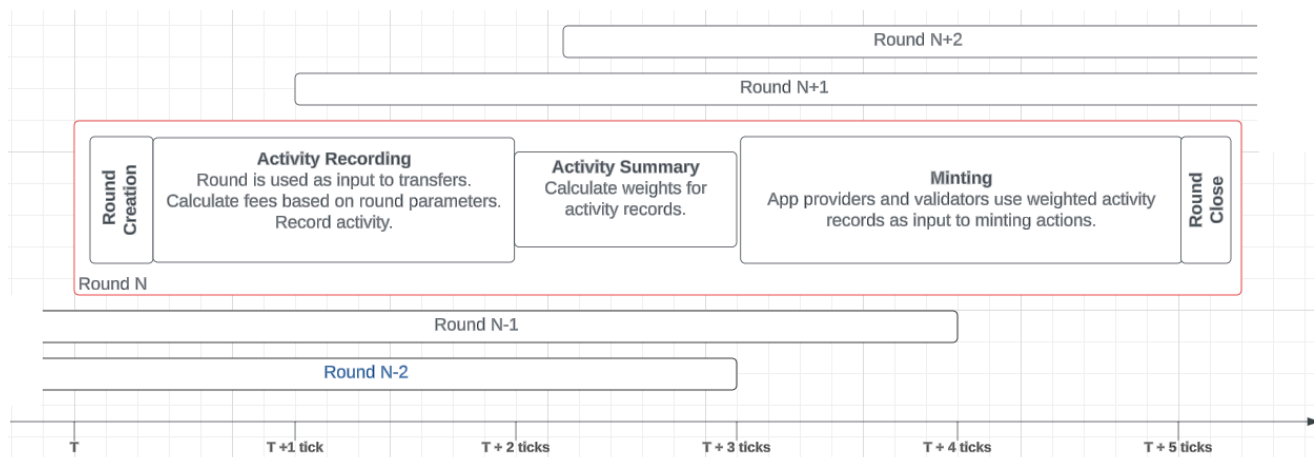 Round N+2
Round N+1
Round
Creation
Activity Recording
Round is used as input to transfers.
Calculate fees based on round parameters.
Record activity.
Activity Summary
Calculate weights for
activity records.
Minting
App providers and validators use weighted activity
records as input to minting actions.
Round
Close
Round N
Round N-1
Round N-2
T
T +1 tick
T + 2 ticks
T + 3 ticks
T + 4 ticks
T + 5 ticks